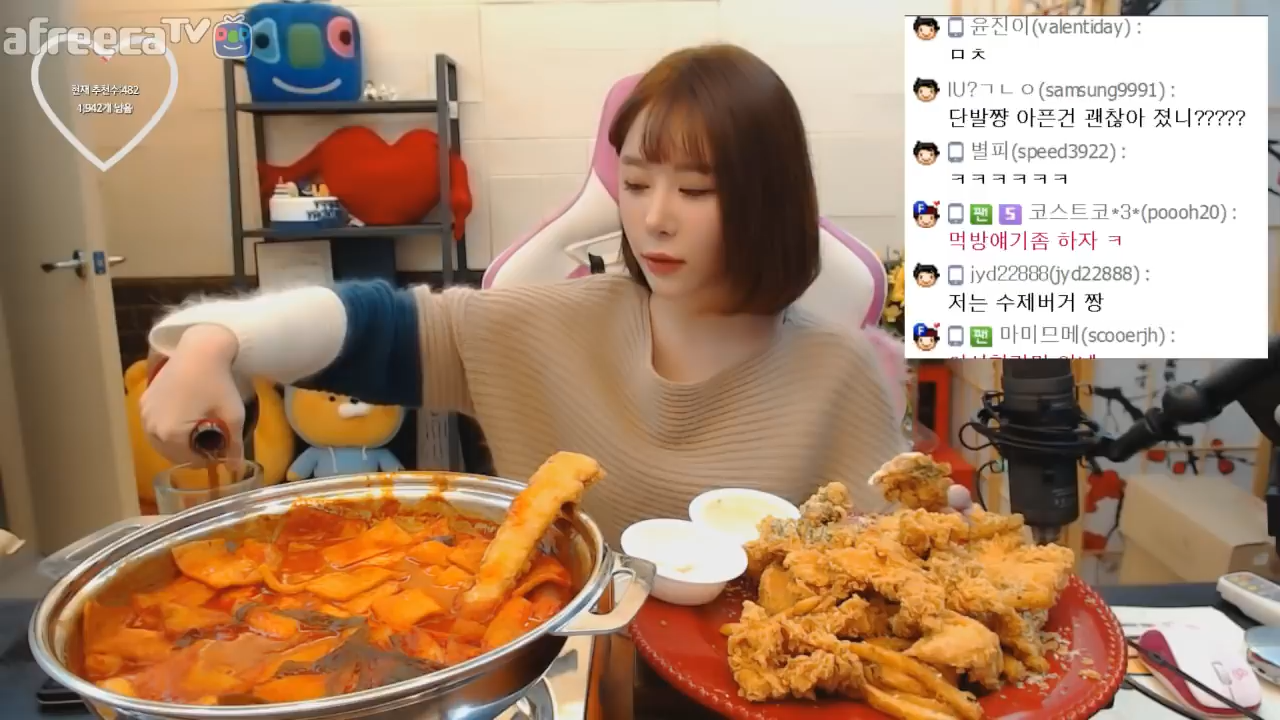 afreecaTV
현재 추천수:482
1,942개 남음
윤진이(valentiday) :
ㅁㅊ
IU?ㄱㄴㅇ(samsung9991) :
단발쨩 아픈건 괜찮아 졌니?????
별피(speed3922) :
ㅋㅋㅋㅋㅋㅋ
팬 S 코스트코*3*(poooh20) :
먹방얘기좀 하자 ㅋ
jyd22888(jyd22888) :
저는 수제버거 짱
팬 마미쁘메(scooerjh) :